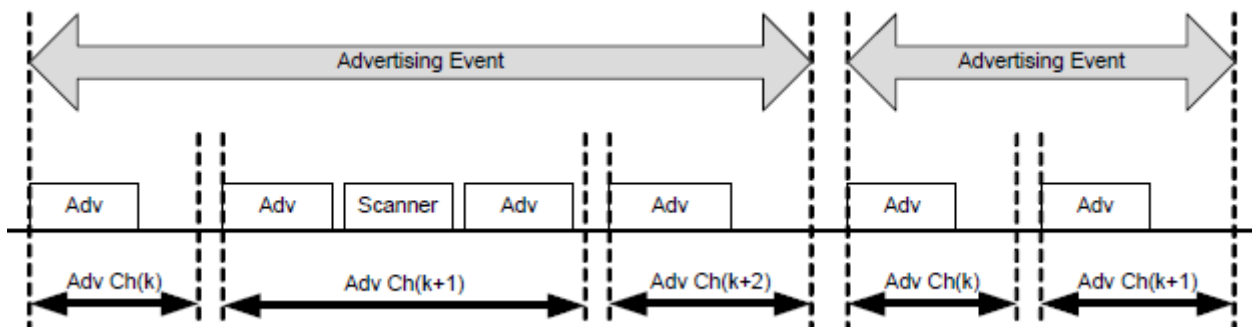 Advertising Event
Advertising Event
Adv
Adv
Scanner
Adv
Adv
Adv
Adv
Adv Ch(k)
Adv Ch(k+1)
Adv Ch(k+2)
Adv Ch(k)
Adv Ch(k+1)